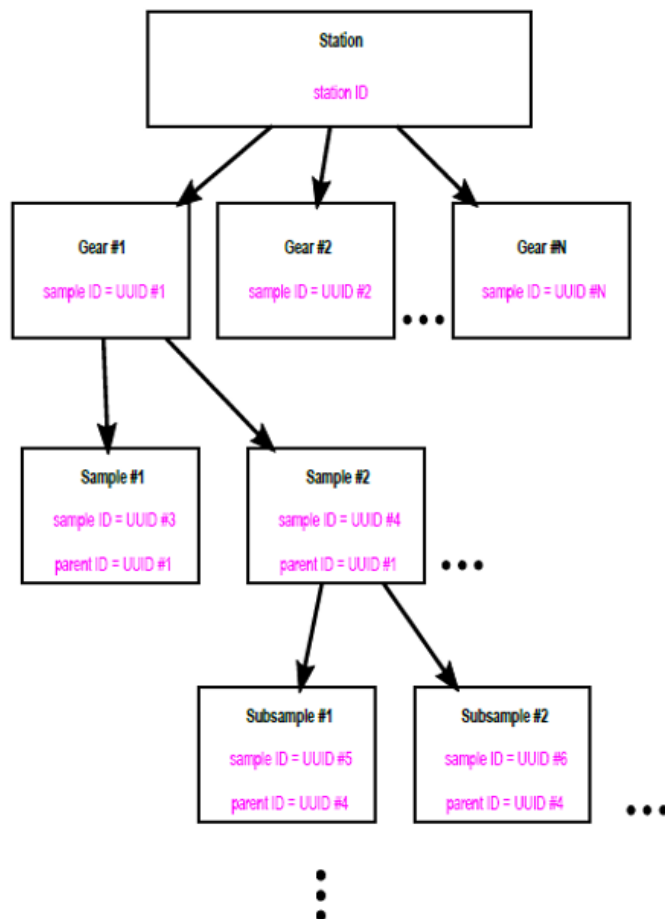 Station
station ID
Gear #1
sample ID = UUID #1
Gear #2
sample ID = UUID #2
Gear #N
sample ID = UUID #N
Sample #1
sample ID = UUID #3
parent ID = UUID #1
Sample #2
sample ID = UUID #4
parent ID = UUID #1
Subsample #1
sample ID = UUID #5
parent ID = UUID #4
Subsample #2
sample ID = UUID #6
parent ID = UUID #4